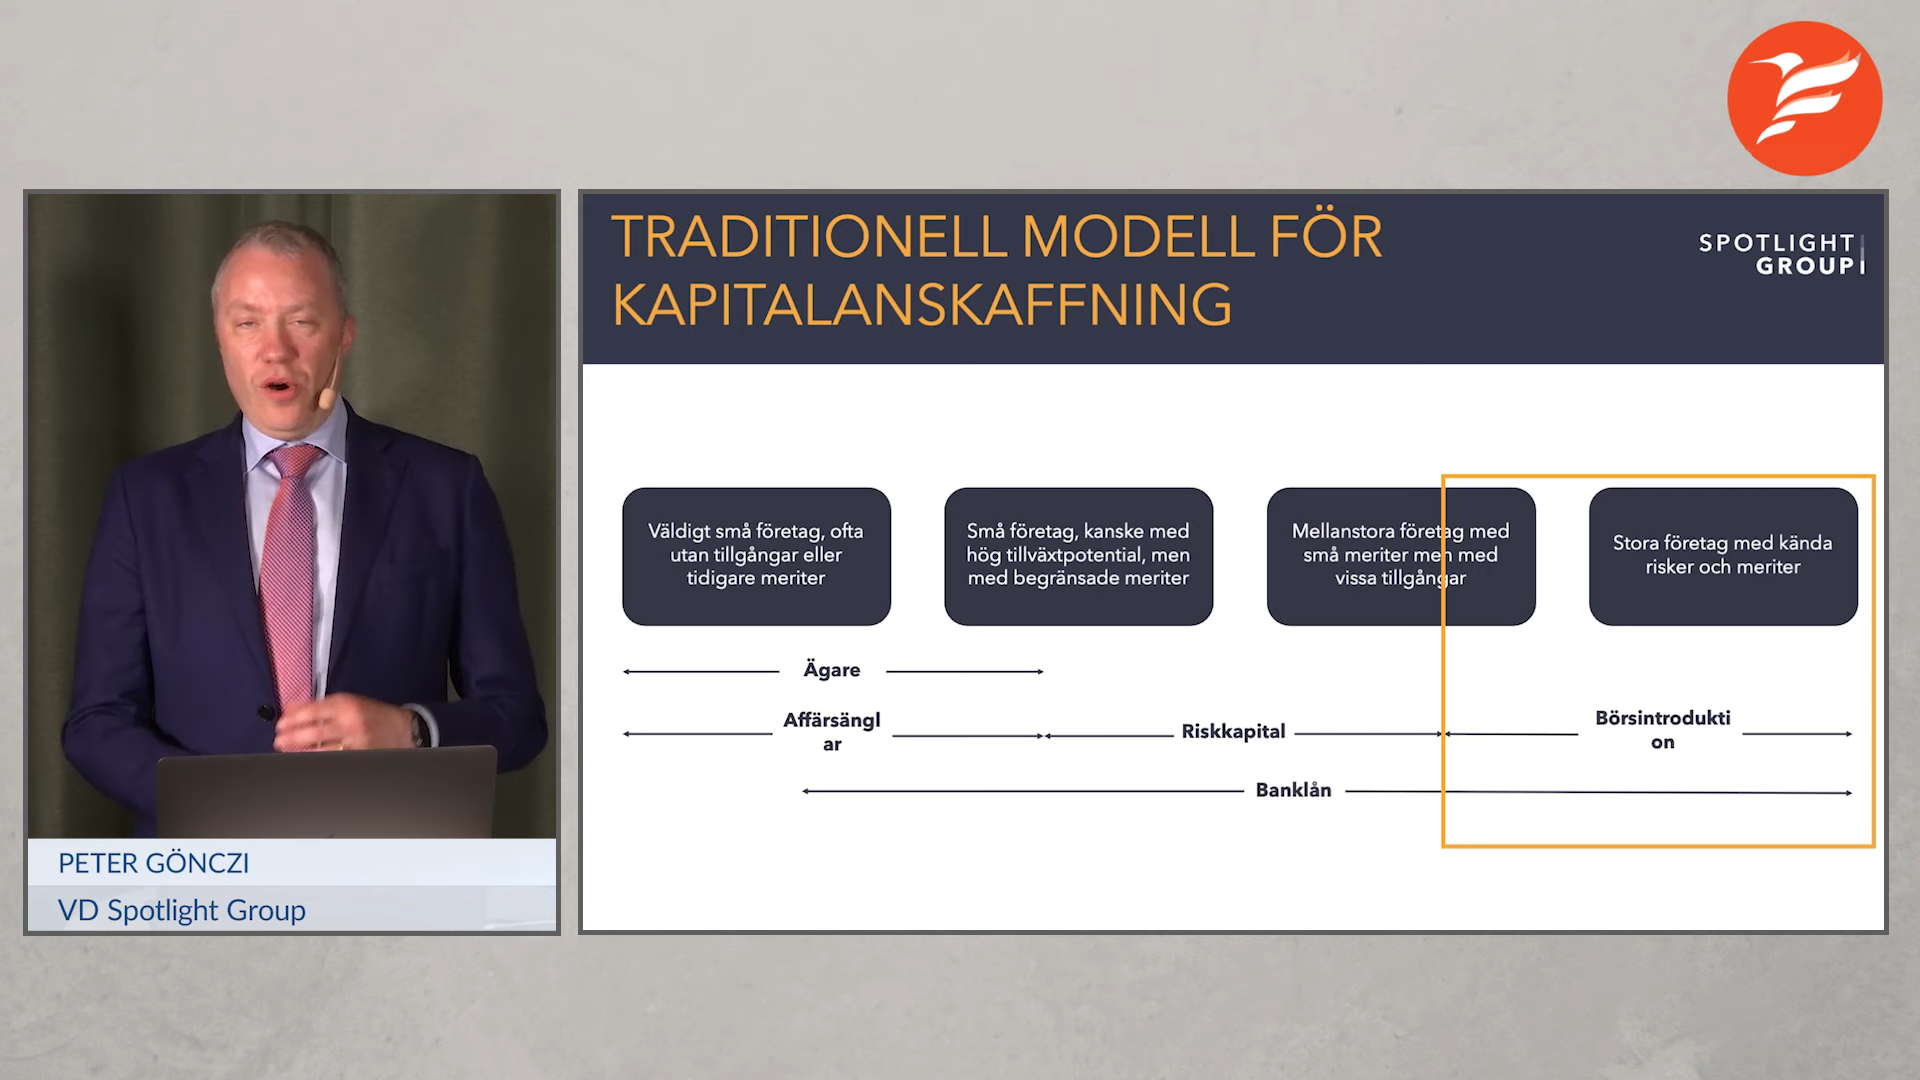 TRADITIONELL MODELL FÖR
KAPITALANSKAFFNING
SPOTLIGHT
GROUP
Väldigt små företag, ofta
utan tillgångar eller
tidigare meriter
Små företag, kanske med
hög tillväxtpotential, men
med begränsade meriter
Mellanstora företag med
små meriter men med
vissa tillgångar
Stora företag med kända
risker och meriter
Ägare
Affärsängl
ar
Riskkapital
Börsintrodukti
on
Banklån
PETER GÖNCZI
VD Spotlight Group